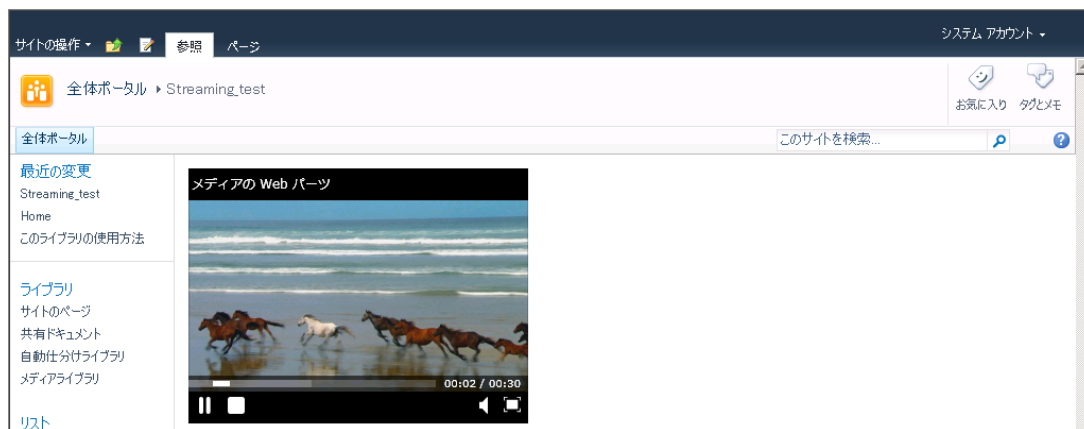 システム アカウント
サイトの操作 参照 ページ
全体ポータル Streaming_test
お気に入り タグとメモ
全体ポータル
このサイトを検索...
最近の変更
Streaming_test
Home
このライブラリの使用方法
ライブラリ
サイトのページ
共有ドキュメント
自動仕分けライブラリ
メディアライブラリ
リスト
メディアの Web パーツ
00:02 / 00:30